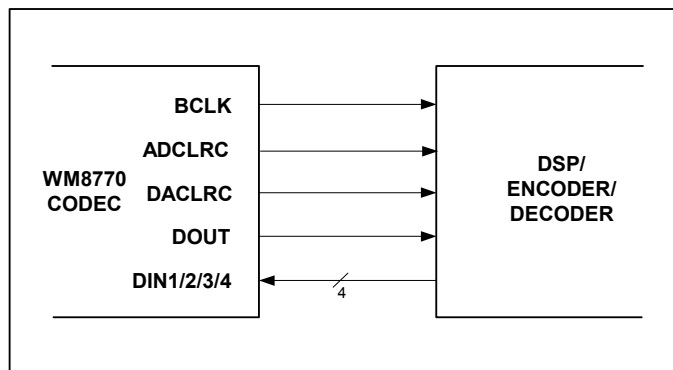 BCLK
ADCLRC
WM8770
CODEC
DACLRC
DOUT
DIN1/2/3/4
4
DSP/
ENCODER/
DECODER